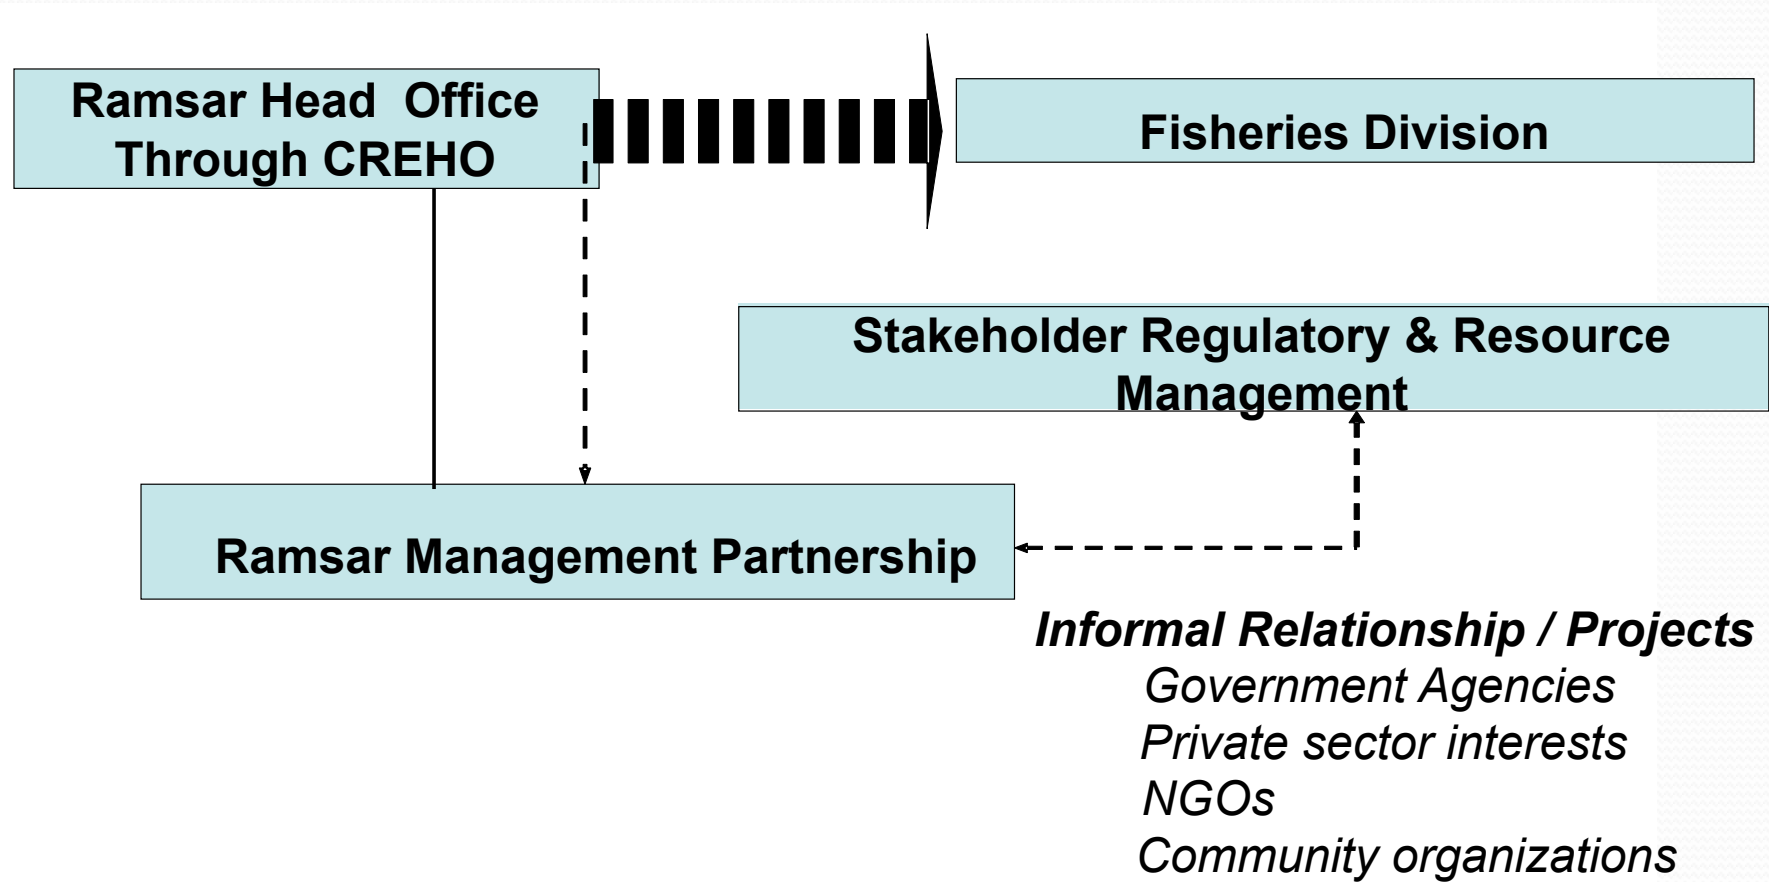 Ramsar Head Office
Through CREHO
Fisheries Division
Stakeholder Regulatory & Resource
Management
Ramsar Management Partnership
Informal Relationship / Projects
Government Agencies
Private sector interests
NGOs
Community organizations